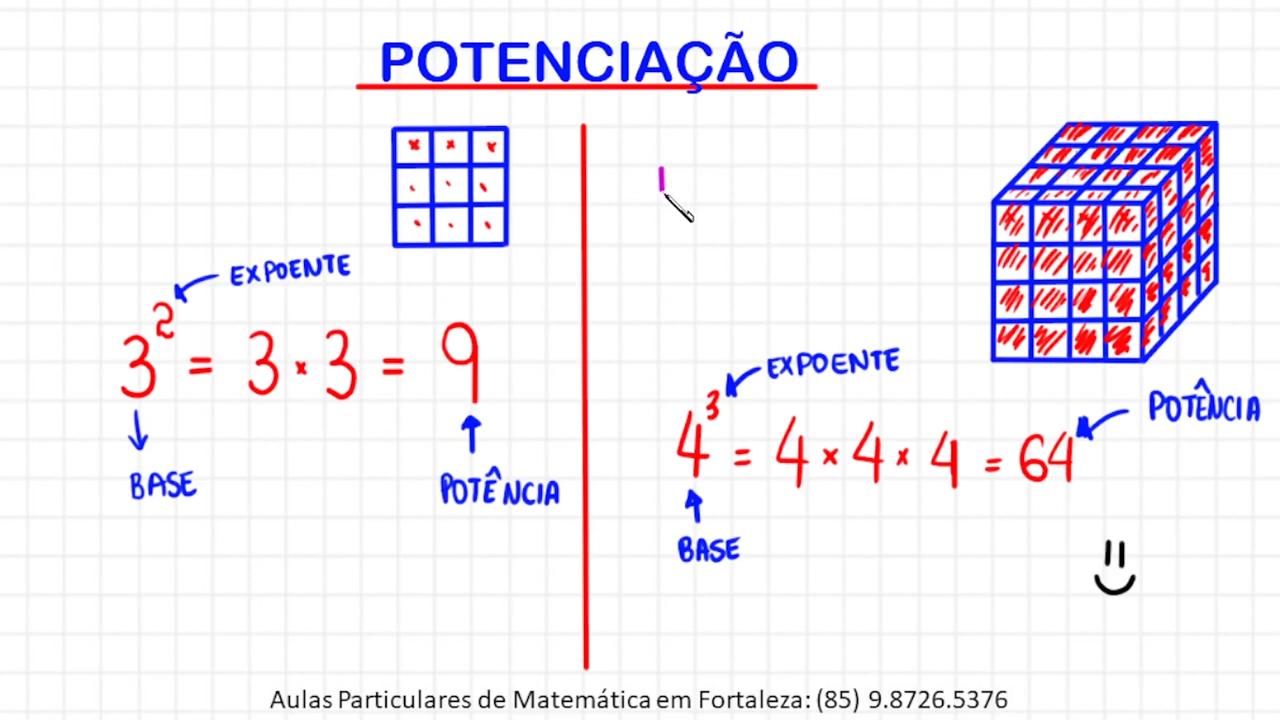 POTENCIAÇÃO
EXPOENTE
3² = 3 × 3 = 9
BASE
POTÊNCIA
EXPOENTE
POTÊNCIA
4³ = 4 × 4 × 4 = 64
BASE
Aulas Particulares de Matemática em Fortaleza: (85) 9.8726.5376